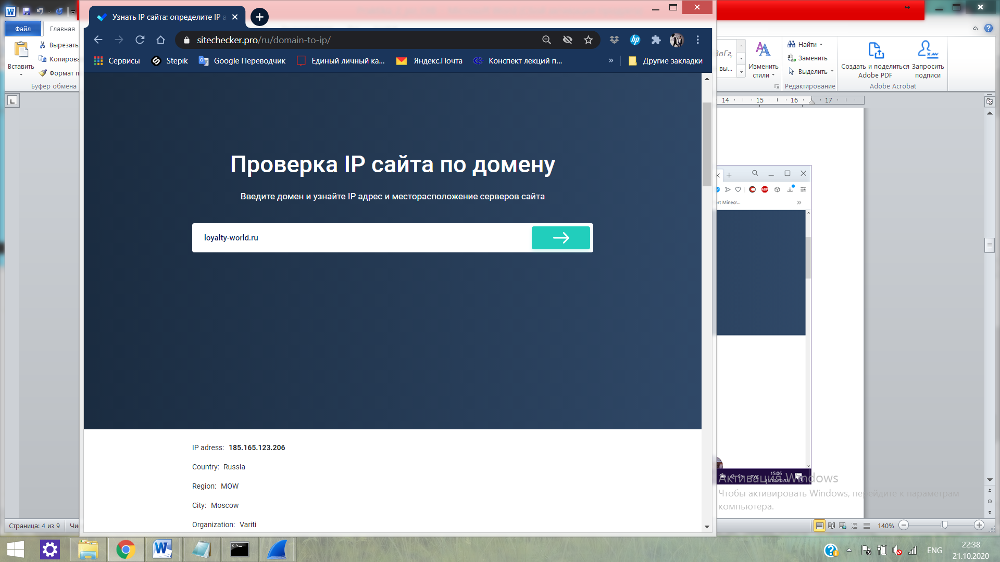 Узнать IP сайта: определите IP а
sitechecker.pro/ru/domain-to-ip/
Сервисы
Stepik
Google Переводчик
Единый личный ка...
Яндекс.Почта
Конспект лекций п...
»
Другие закладки
Файл
Главная
Вырезать
Копирова
Вставить
Формат п
Буфер обмена
вы...
Изменить
стили
Найти
Заменить
Выделить
Редактирование
Создать и поделиться
Adobe PDF
Запросить
подписи
Adobe Acrobat
14 15 16 17
Проверка IP сайта по домену
Введите домен и узнайте IP адрес и месторасположение серверов сайта
loyalty-world.ru
IP adress: 185.165.123.206
Country: Russia
Region: MOW
City: Moscow
Organization: Variti
ABP
ort Minecr...
15:06
21.10.2020
Активация Windows
Чтобы активировать Windows, перейдите к параметрам
компьютера.
Страница: 4 из 9
Чис
140%
ENG
22:38
21.10.2020